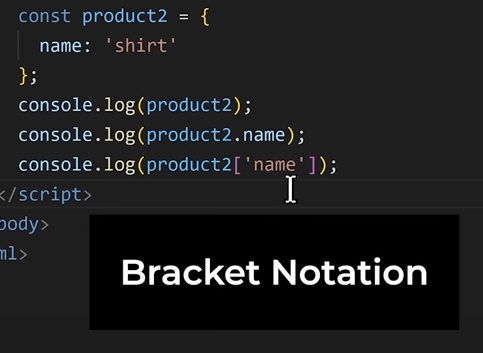 const product2 = {
name: 'shirt'
};
console.log(product2);
console.log(product2.name);
console.log(product2['name']);
</script>
body>
ml>
Bracket Notation